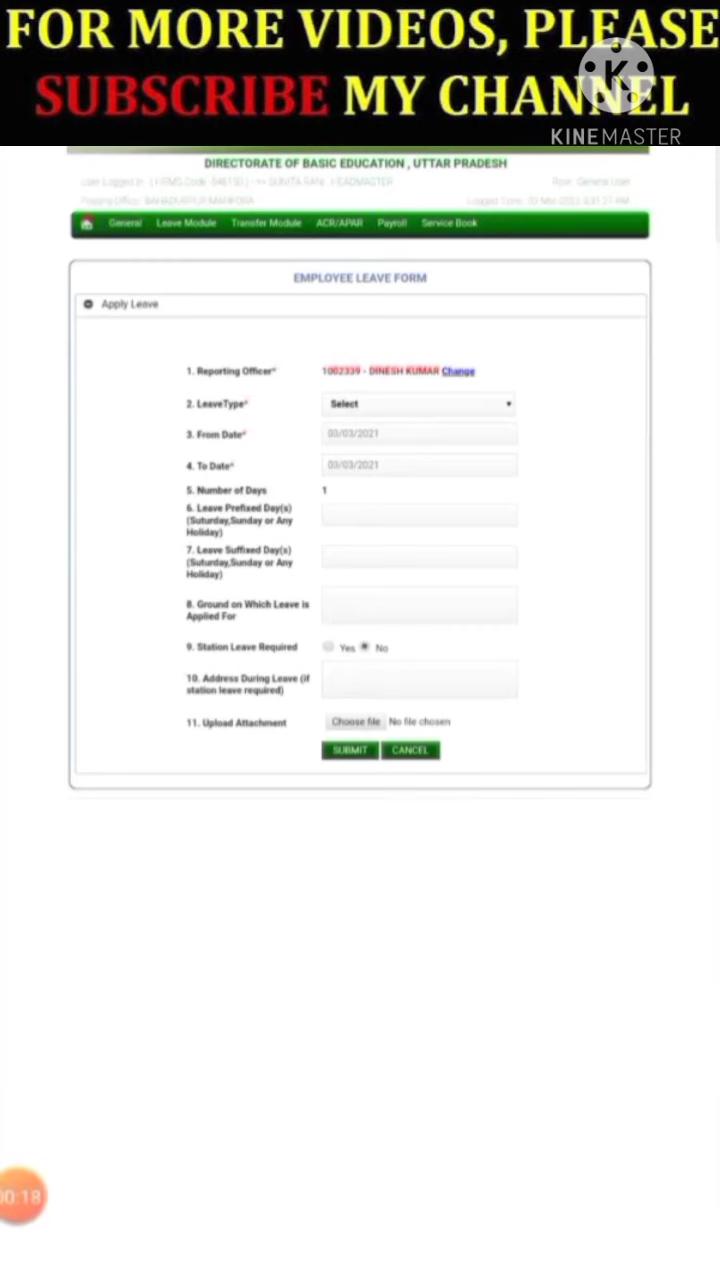 FOR MORE VIDEOS, PLEASE
SUBSCRIBE MY CHANNEL
K
KINEMASTER
DIRECTORATE OF BASIC EDUCATION , UTTAR PRADESH
General Leave Module Transfer Module ACR/APAR Payroll Service Book
EMPLOYEE LEAVE FORM
Apply Leave
1. Reporting Officer* 1002339 - DINESH KUMAR Change
2. LeaveType* Select
3. From Date* 03/03/2021
4. To Date* 03/03/2021
5. Number of Days 1
6. Leave Prefixed Day(s)
(Suturday,Sunday or Any
Holiday)
7. Leave Suffixed Day(s)
(Suturday,Sunday or Any
Holiday)
8. Ground on Which Leave is
Applied For
9. Station Leave Required Yes No
10. Address During Leave (if
station leave required)
11. Upload Attachment Choose file No file chosen
SUBMIT CANCEL
00:18